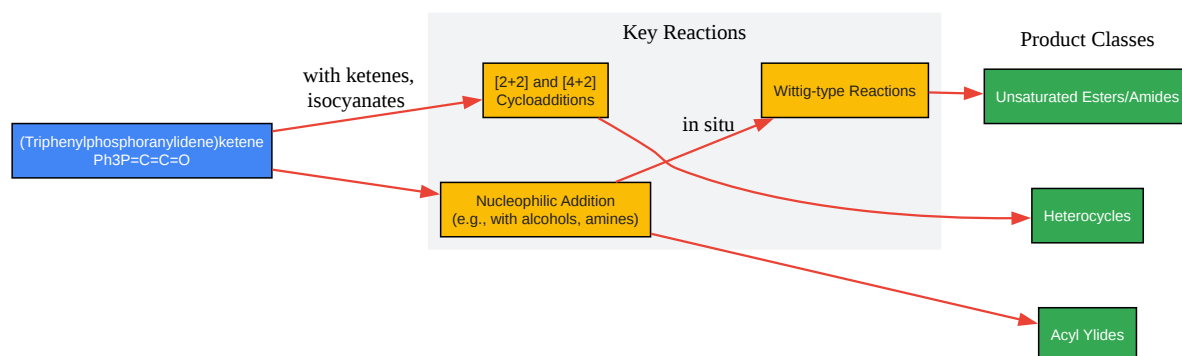 Key Reactions
Product Classes
with ketenes,
isocyanates
[2+2] and [4+2]
Cycloadditions
Wittig-type Reactions
Unsaturated Esters/Amides
(Triphenylphosphoranylidene)ketene
Ph3P=C=C=O
in situ
Nucleophilic Addition
(e.g., with alcohols, amines)
Heterocycles
Acyl Ylides